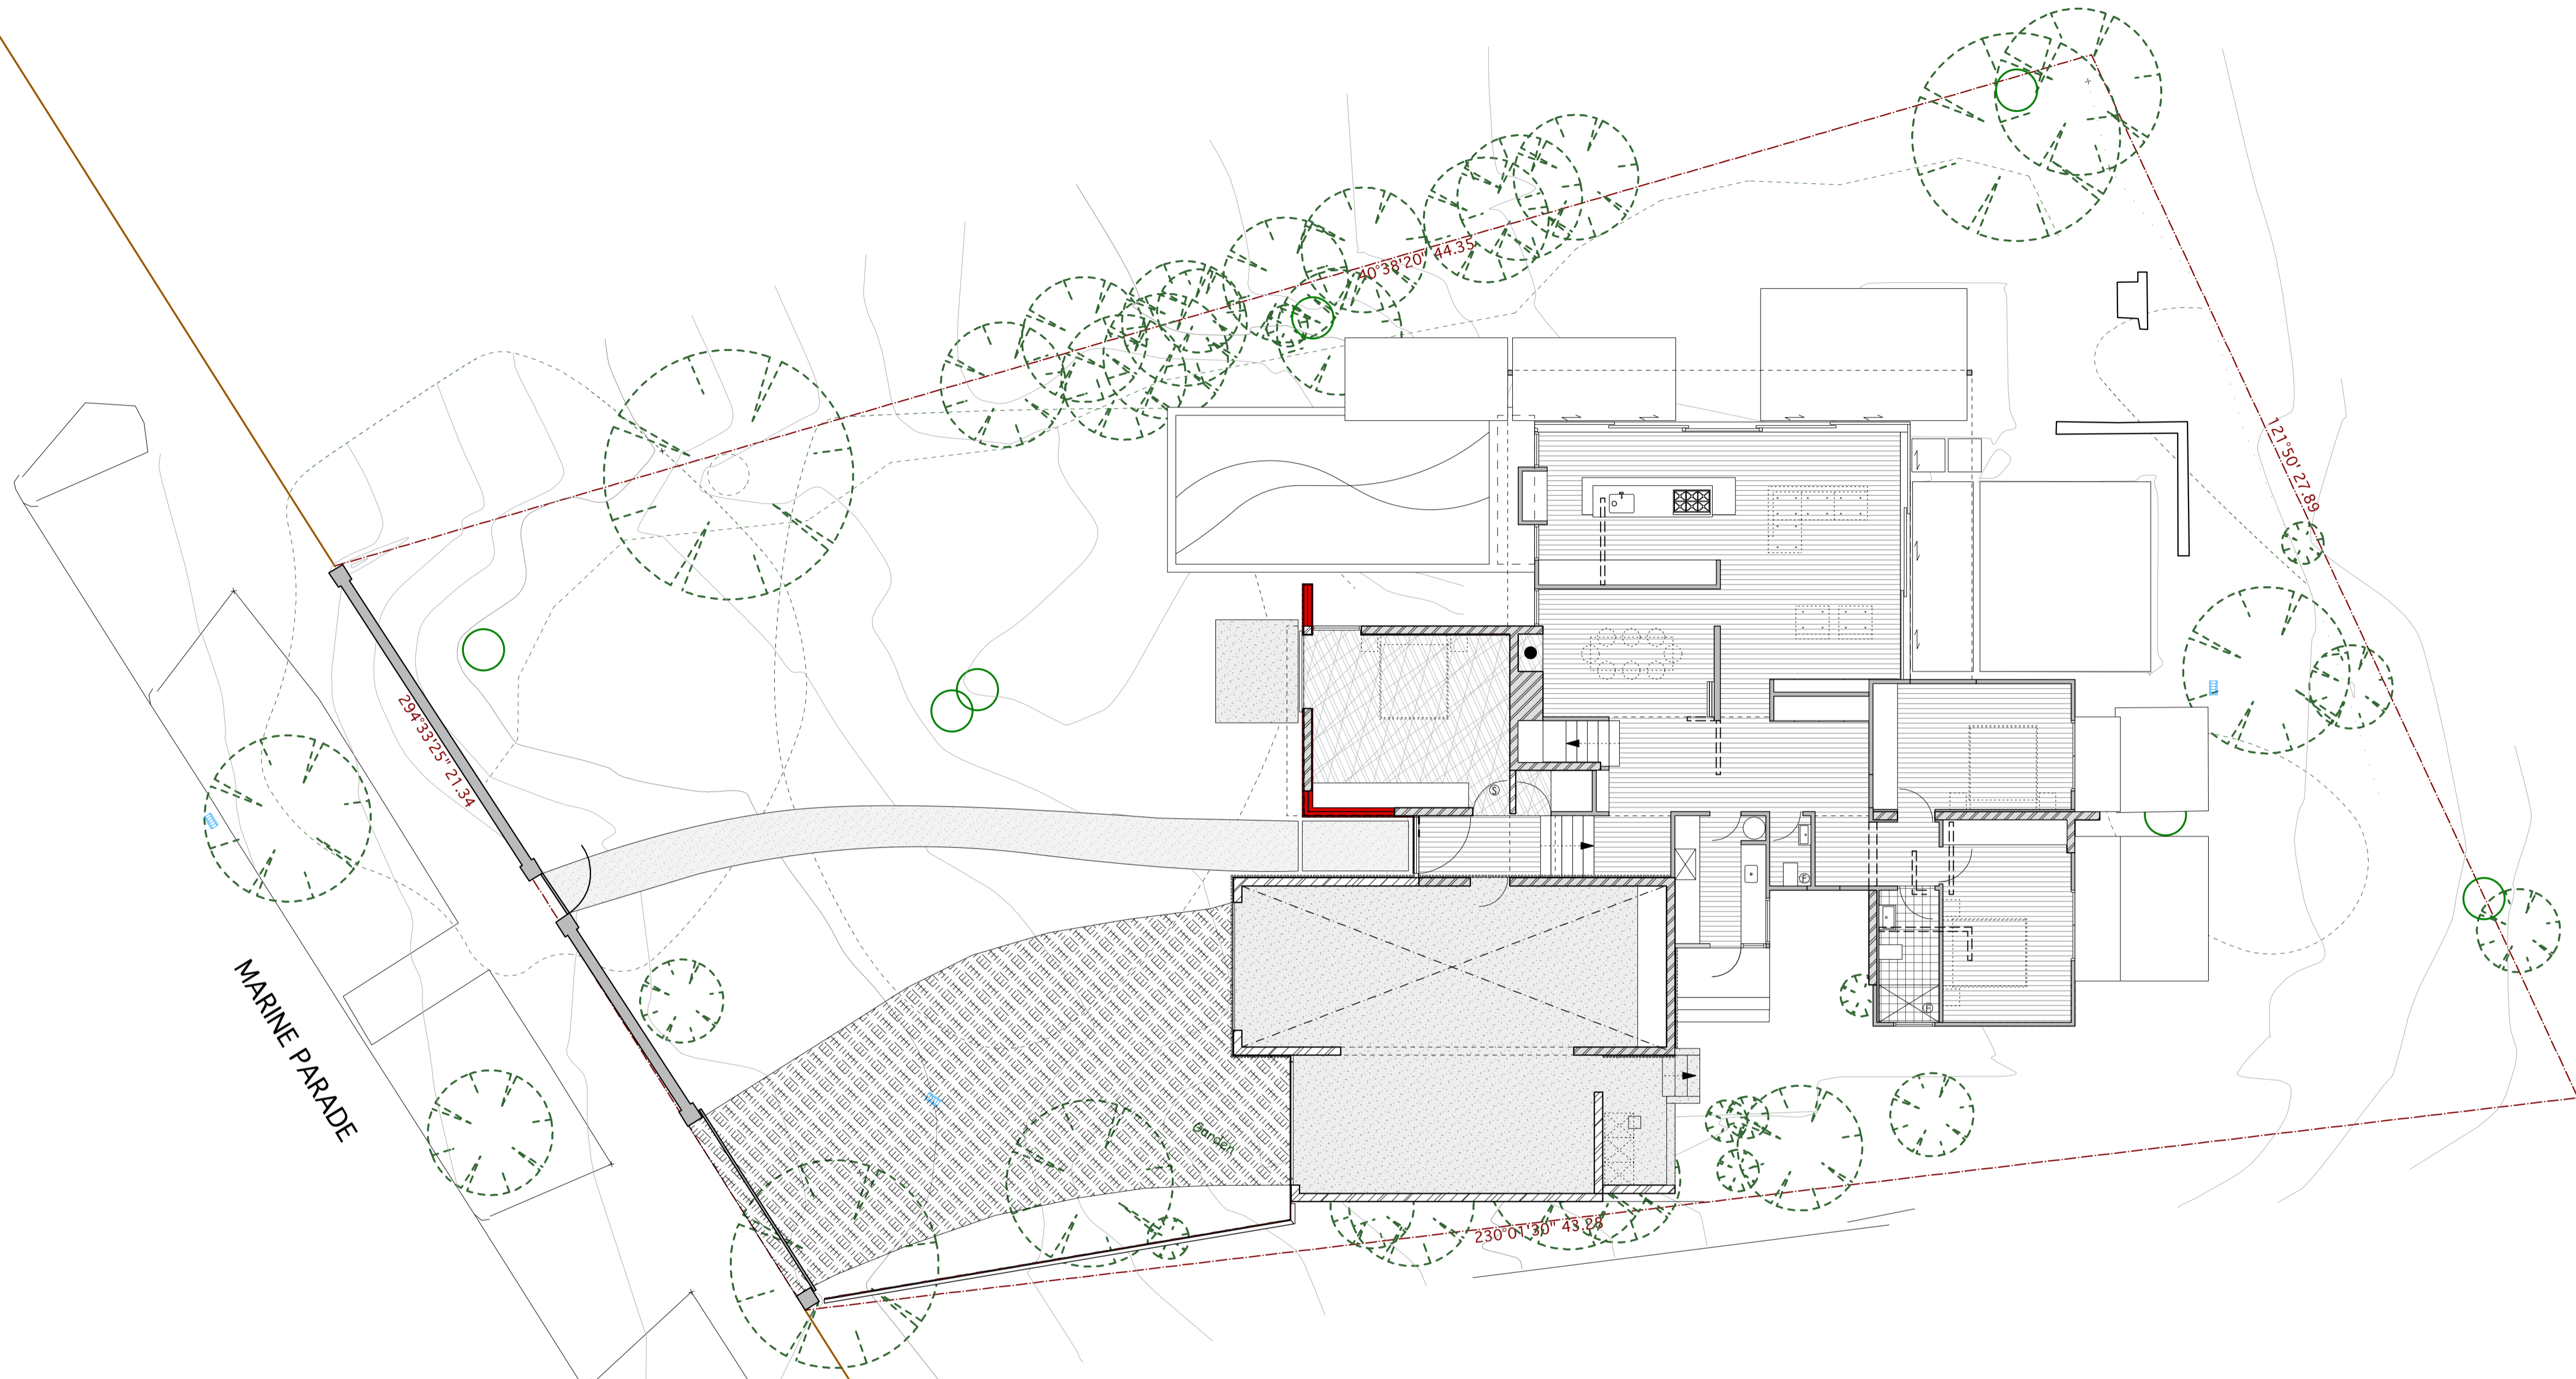 40°38'20" 44.35
121°50' 27.89
294°33'25" 21.34
S
F
F
MARINE PARADE
Garden
230°01'30" 43.28